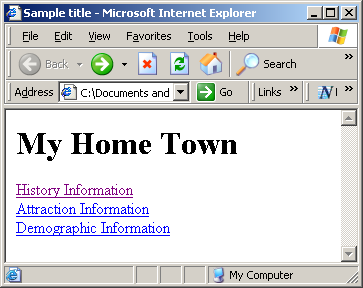 Sample title - Microsoft Internet Explorer
File Edit View Favorites Tools Help
Back Search
Address C:\Documents and Go Links N
My Home Town
History Information
Attraction Information
Demographic Information
My Computer